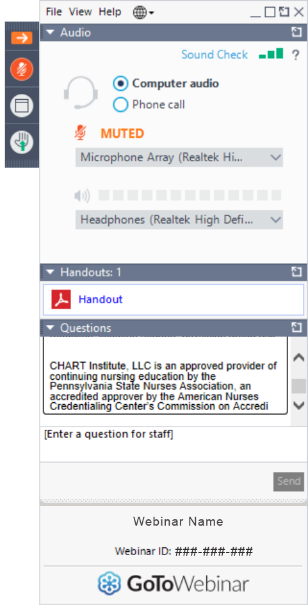 File View Help
Audio
Sound Check ?
Computer audio
Phone call
MUTED
Microphone Array (Realtek Hi...
Headphones (Realtek High Defi...
Handouts: 1
Handout
Questions
CHART Institute, LLC is an approved provider of
continuing nursing education by the
Pennsylvania State Nurses Association, an
accredited approver by the American Nurses
Credentialing Center's Commission on Accredi
[Enter a question for staff]
Send
Webinar Name
Webinar ID: ###-###-###
GoToWebinar